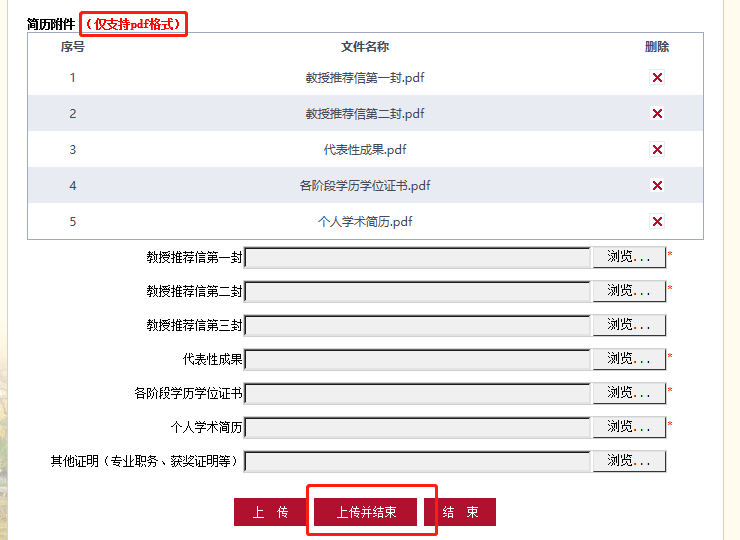 简历附件（仅支持pdf格式）
序号 文件名称 删除
1 教授推荐信第一封.pdf
2 教授推荐信第二封.pdf
3 代表性成果.pdf
4 各阶段学历学位证书.pdf
5 个人学术简历.pdf
教授推荐信第一封 浏览... *
教授推荐信第二封 浏览... *
教授推荐信第三封 浏览...
代表性成果 浏览... *
各阶段学历学位证书 浏览... *
个人学术简历 浏览... *
其他证明（专业职务、获奖证明等） 浏览...
上 传 上传并结束 结 束